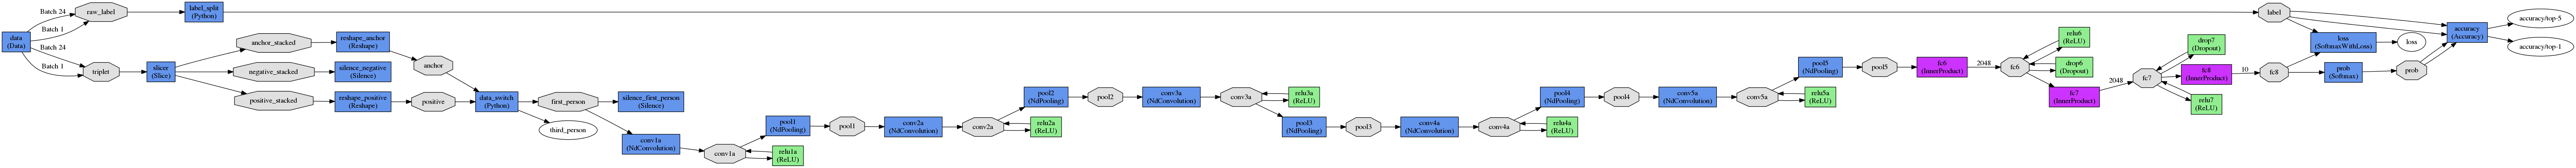 data
(Data)
Batch 24
Batch 1
Batch 24
Batch 1
raw_label
triplet
label_split
(Python)
slicer
(Slice)
anchor_stacked
negative_stacked
positive_stacked
reshape_anchor
(Reshape)
silence_negative
(Silence)
reshape_positive
(Reshape)
anchor
positive
data_switch
(Python)
first_person
third_person
silence_first_person
(Silence)
conv1a
(NdConvolution)
conv1a
pool1
(NdPooling)
relu1a
(ReLU)
pool1
conv2a
(NdConvolution)
conv2a
pool2
(NdPooling)
relu2a
(ReLU)
pool2
conv3a
(NdConvolution)
conv3a
relu3a
(ReLU)
pool3
(NdPooling)
pool3
conv4a
(NdConvolution)
conv4a
pool4
(NdPooling)
relu4a
(ReLU)
pool4
conv5a
(NdConvolution)
conv5a
pool5
(NdPooling)
relu5a
(ReLU)
pool5
fc6
(InnerProduct)
2048
fc6
relu6
(ReLU)
drop6
(Dropout)
fc7
(InnerProduct)
2048
fc7
drop7
(Dropout)
fc8
(InnerProduct)
relu7
(ReLU)
10
fc8
label
loss
(SoftmaxWithLoss)
prob
(Softmax)
loss
prob
accuracy
(Accuracy)
accuracy/top-5
accuracy/top-1